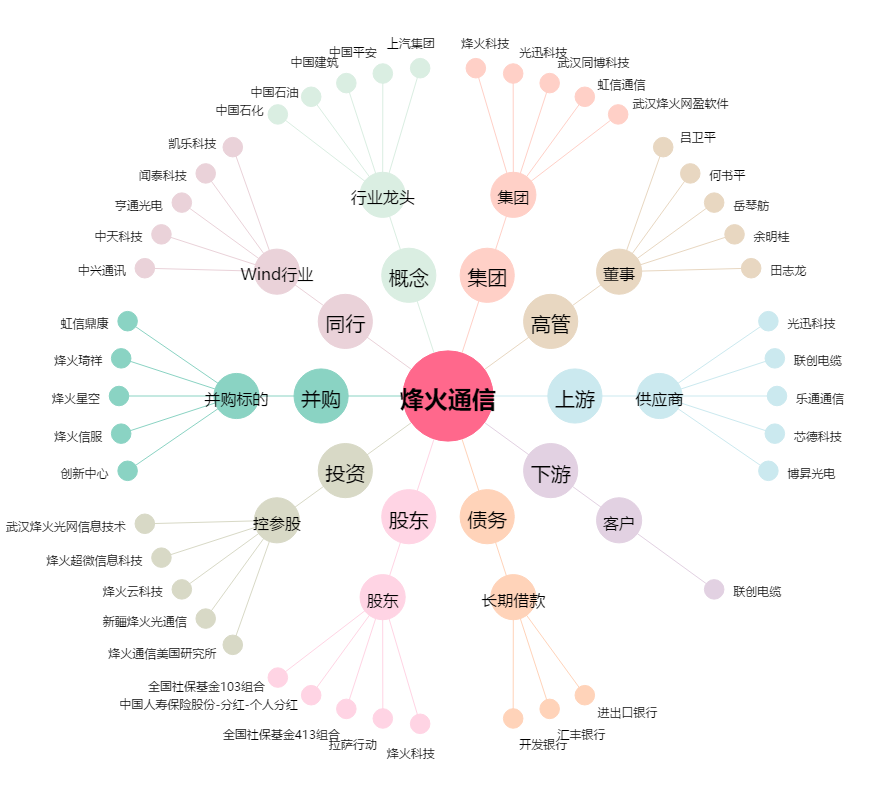 上汽集团
烽火科技
中国平安
光迅科技
中国建筑
武汉同博科技
中国石油
虹信通信
中国石化
武汉烽火网盈软件
凯乐科技
吕卫平
闻泰科技
何书平
行业龙头
集团
亨通光电
岳琴舫
中天科技
余明桂
中兴通讯
Wind行业
概念
集团
董事
田志龙
虹信鼎康
同行
高管
光迅科技
烽火琦祥
联创电缆
烽火星空
并购标的
并购
烽火通信
上游
供应商
乐通通信
烽火信服
芯德科技
创新中心
投资
下游
博昇光电
武汉烽火光网信息技术
控参股
股东
债务
客户
烽火超微信息科技
烽火云科技
联创电缆
股东
长期借款
新疆烽火光通信
烽火通信美国研究所
全国社保基金103组合
中国人寿保险股份-分红-个人分红
进出口银行
全国社保基金413组合
汇丰银行
拉萨行动
开发银行
烽火科技